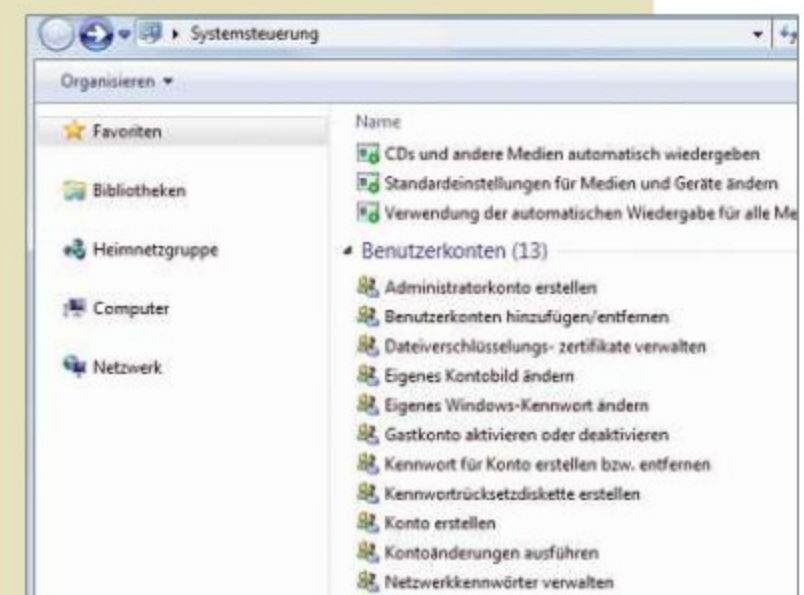 Systemsteuerung
Organisieren
Favoriten
Bibliotheken
Heimnetzgruppe
Computer
Netzwerk
Name
CDs und andere Medien automatisch wiedergeben
Standardeinstellungen für Medien und Geräte ändern
Verwendung der automatischen Wiedergabe für alle Me
Benutzerkonten (13)
Administratorkonto erstellen
Benutzerkonten hinzufügen/entfernen
Dateiverschlüsselungs- zertifikate verwalten
Eigenes Kontobild ändern
Eigenes Windows-Kennwort ändern
Gastkonto aktivieren oder deaktivieren
Kennwort für Konto erstellen bzw. entfernen
Kennwortrücksetzdiskette erstellen
Konto erstellen
Kontoänderungen ausführen
Netzwerkkennwörter verwalten